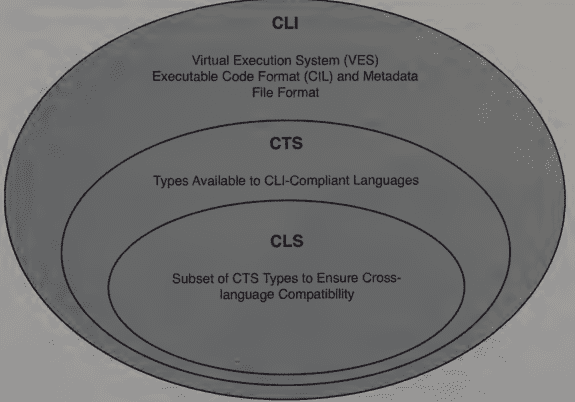 CLI
Virtual Execution System (VES)
Executable Code Format (CIL) and Metadata
File Format
CTS
Types Available to CLI-Compliant Languages
CLS
Subset of CTS Types to Ensure Cross-
language Compatibility